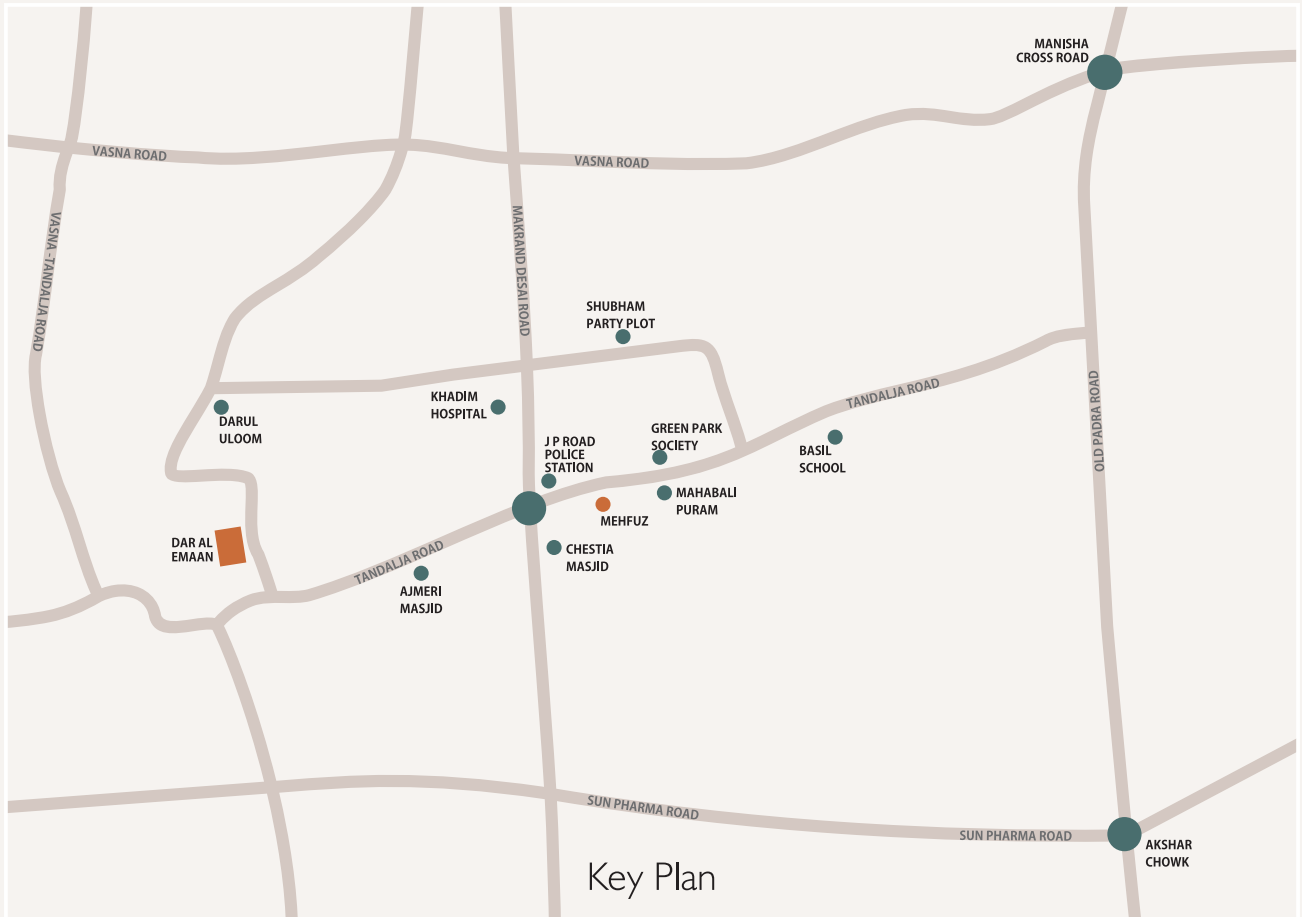 MANISHA
CROSS ROAD
VASNA ROAD
VASNA ROAD
VASNA -TANDALJA ROAD
MAKRAND DESAI ROAD
SHUBHAM
PARTY PLOT
KHADIM
HOSPITAL
DARUL
ULOOM
TANDALJA ROAD
OLD PADRA ROAD
GREEN PARK
SOCIETY
J P ROAD
POLICE
STATION
BASIL
SCHOOL
MAHABALI
PURAM
MEHFUZ
DAR AL
EMAAN
CHESTIA
MASJID
TANDALJA ROAD
AJMERI
MASJID
SUN PHARMA ROAD
SUN PHARMA ROAD
AKSHAR
CHOWK
Key Plan